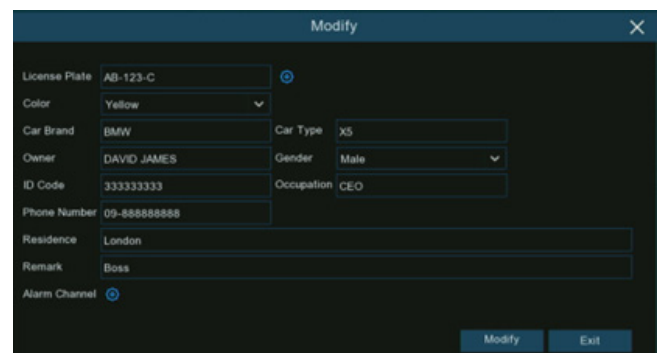 Modify
License Plate AB-123-C
Color Yellow
Car Brand BMW Car Type X5
Owner DAVID JAMES Gender Male
ID Code 333333333 Occupation CEO
Phone Number 09-888888888
Residence London
Remark Boss
Alarm Channel
Modify Exit